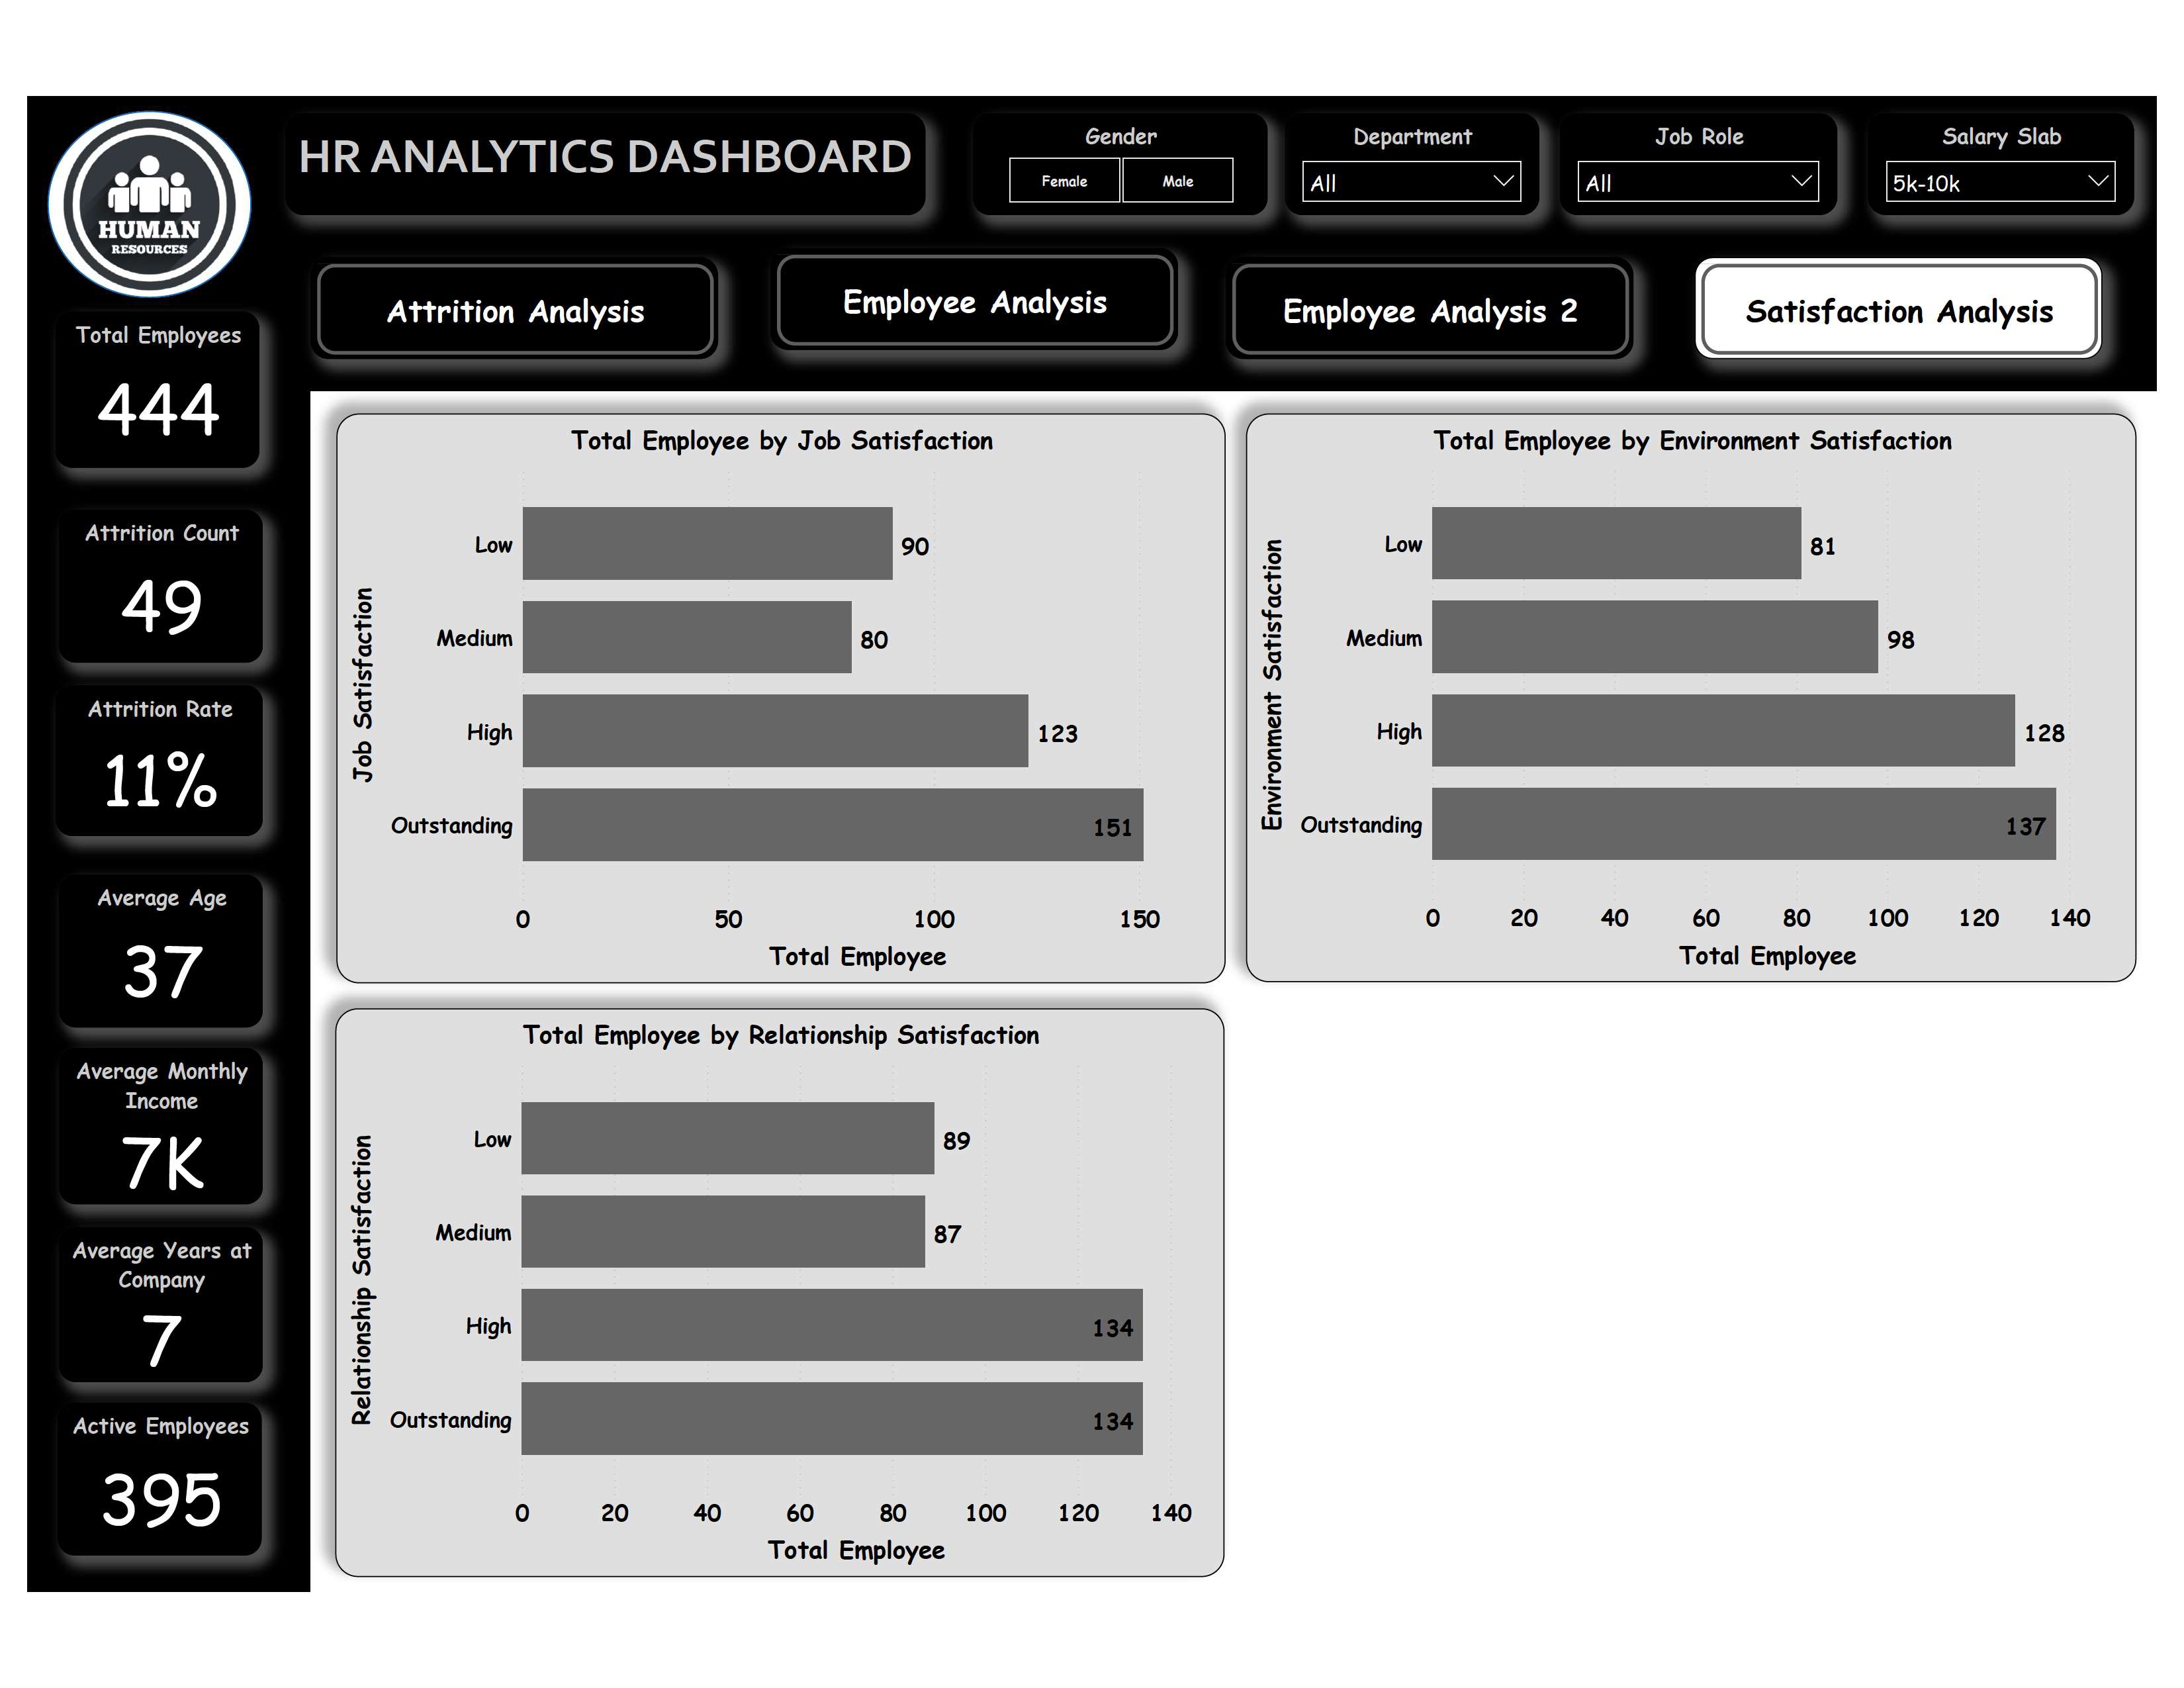 HUMAN
RESOURCES
HR ANALYTICS DASHBOARD
Gender
Female Male
Department
All
Job Role
All
Salary Slab
5k-10k
Attrition Analysis
Employee Analysis
Employee Analysis 2
Satisfaction Analysis
Total Employees
444
Attrition Count
49
Attrition Rate
11%
Average Age
37
Average Monthly
Income
7K
Average Years at
Company
7
Active Employees
395
Total Employee by Job Satisfaction
Job Satisfaction
Low 90
Medium 80
High 123
Outstanding 151
0 50 100 150
Total Employee
Total Employee by Environment Satisfaction
Environment Satisfaction
Low 81
Medium 98
High 128
Outstanding 137
0 20 40 60 80 100 120 140
Total Employee
Total Employee by Relationship Satisfaction
Relationship Satisfaction
Low 89
Medium 87
High 134
Outstanding 134
0 20 40 60 80 100 120 140
Total Employee